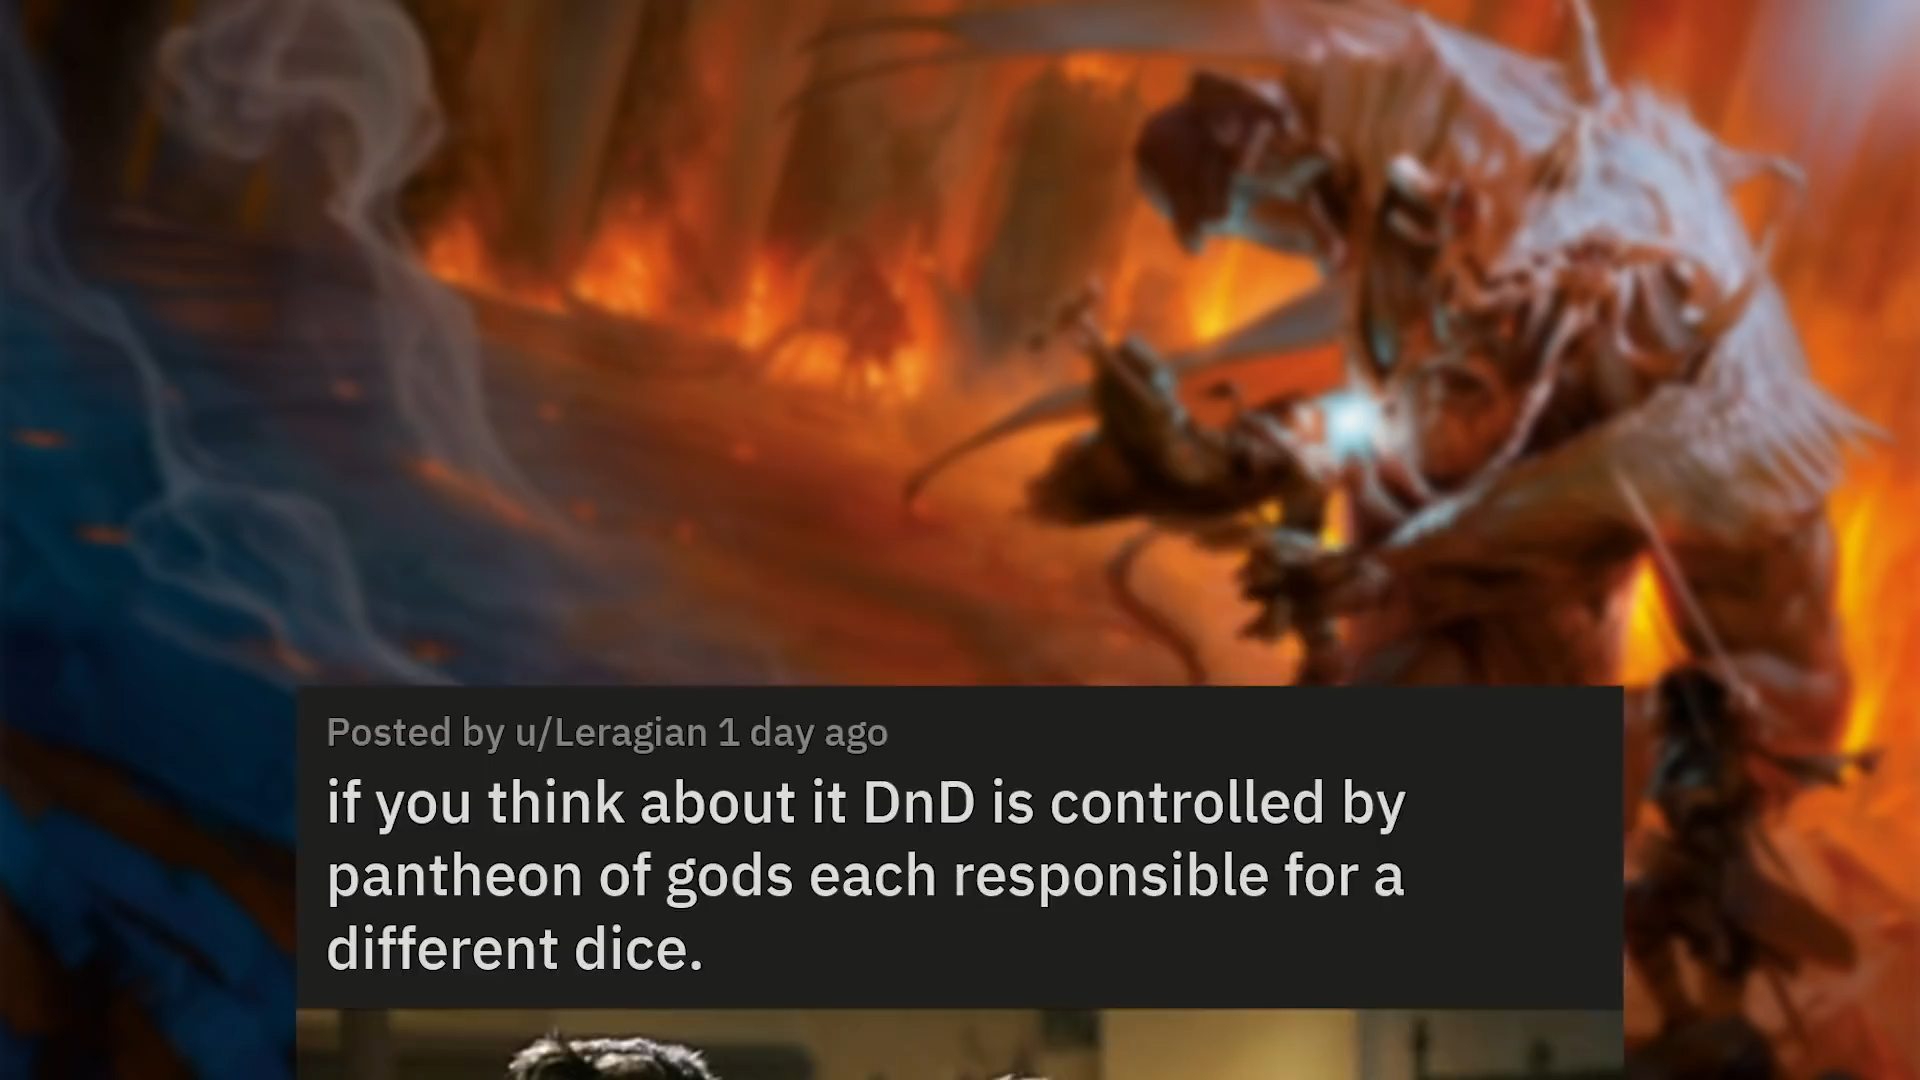 Posted by u/Leragian 1 day ago
if you think about it DnD is controlled by
pantheon of gods each responsible for a
different dice.